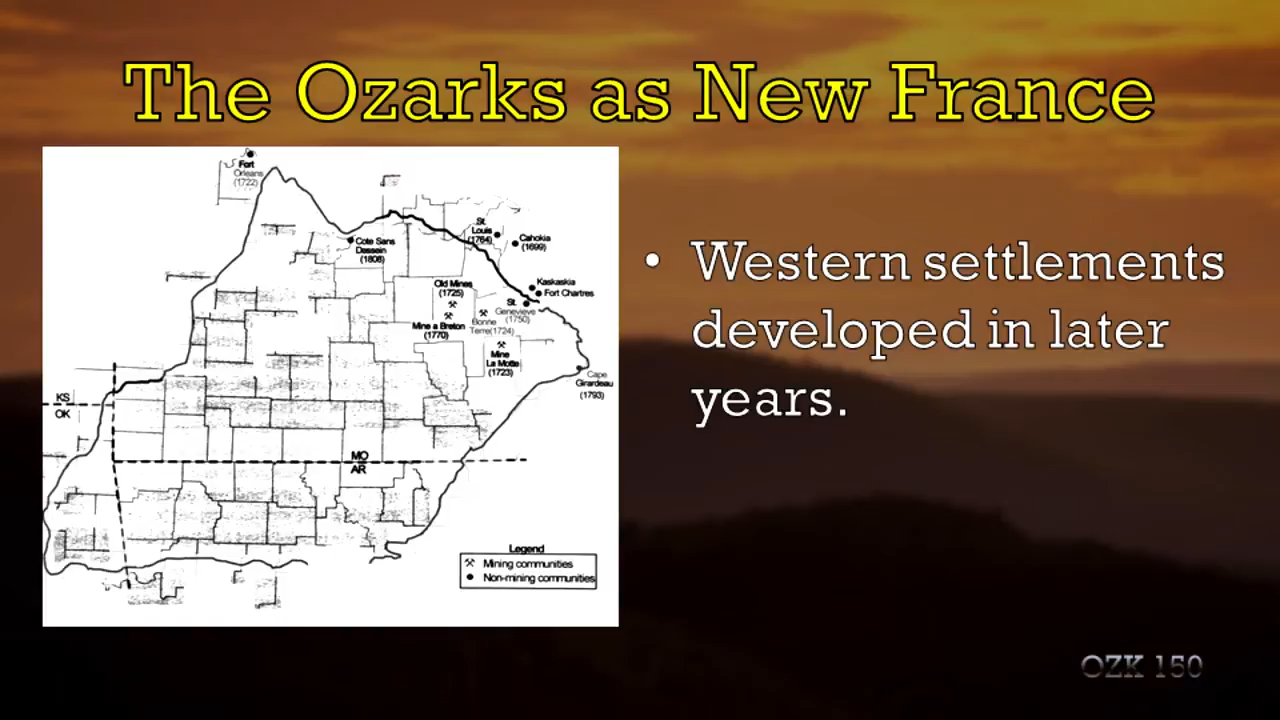 The Ozarks as New France
Fort
Orleans
(1722)
St.
Louis
(1764)
Cahokia
(1699)
Cote Sans
Dessein
(1808)
Old Mines
(1725)
Kaskaskia
Fort Chartres
St.
Genevieve
(1750)
Mine a Breton
(1770)
Bonne
Terre(1724)
Mine
La Motte
(1723)
Cape
Girardeau
(1793)
KS
OK
MO
AR
Legend
Mining communities
Non-mining communities
• Western settlements
developed in later
years.
OZK 150